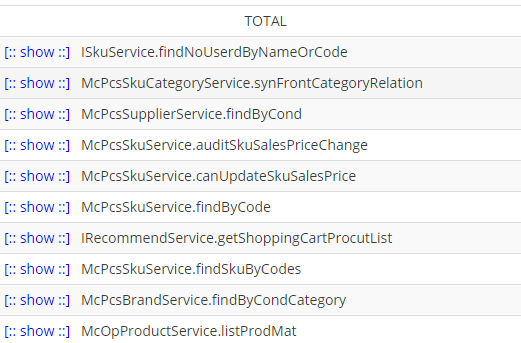 TOTAL
[:: show ::] ISkuService.findNoUserdByNameOrCode
[:: show ::] McPcsSkuCategoryService.synFrontCategoryRelation
[:: show ::] McPcsSupplierService.findByCond
[:: show ::] McPcsSkuService.auditSkuSalesPriceChange
[:: show ::] McPcsSkuService.canUpdateSkuSalesPrice
[:: show ::] McPcsSkuService.findByCode
[:: show ::] IRecommendService.getShoppingCartProcutList
[:: show ::] McPcsSkuService.findSkuByCodes
[:: show ::] McPcsBrandService.findByCondCategory
[:: show ::] McOpProductService.listProdMat